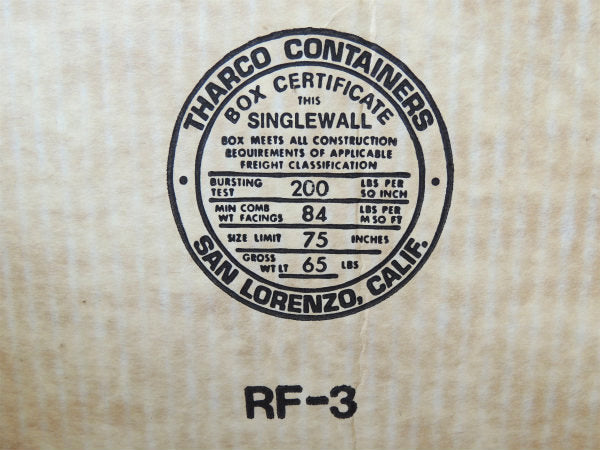 THARCO CONTAINERS
BOX CERTIFICATE
THIS
SINGLEWALL
BOX MEETS ALL CONSTRUCTION
REQUIREMENTS OF APPLICABLE
FREIGHT CLASSIFICATION
BURSTING TEST 200 LBS PER SQ INCH
MIN COMB WT FACINGS 84 LBS PER M SQ FT
SIZE LIMIT 75 INCHES
GROSS WT LT 65 LBS
SAN LORENZO, CALIF.
RF-3